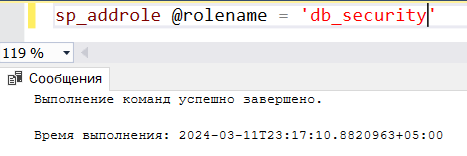 sp_addrole @rolename = 'db_security'
119 %
Сообщения
Выполнение команд успешно завершено.
Время выполнения: 2024-03-11T23:17:10.8820963+05:00